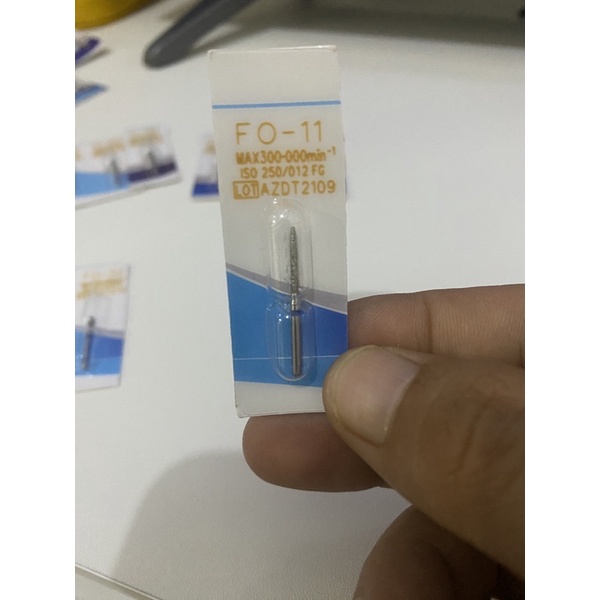 FO-11
MAX300-000min⁻¹
ISO 250/012 FG
LOT AZDT2109